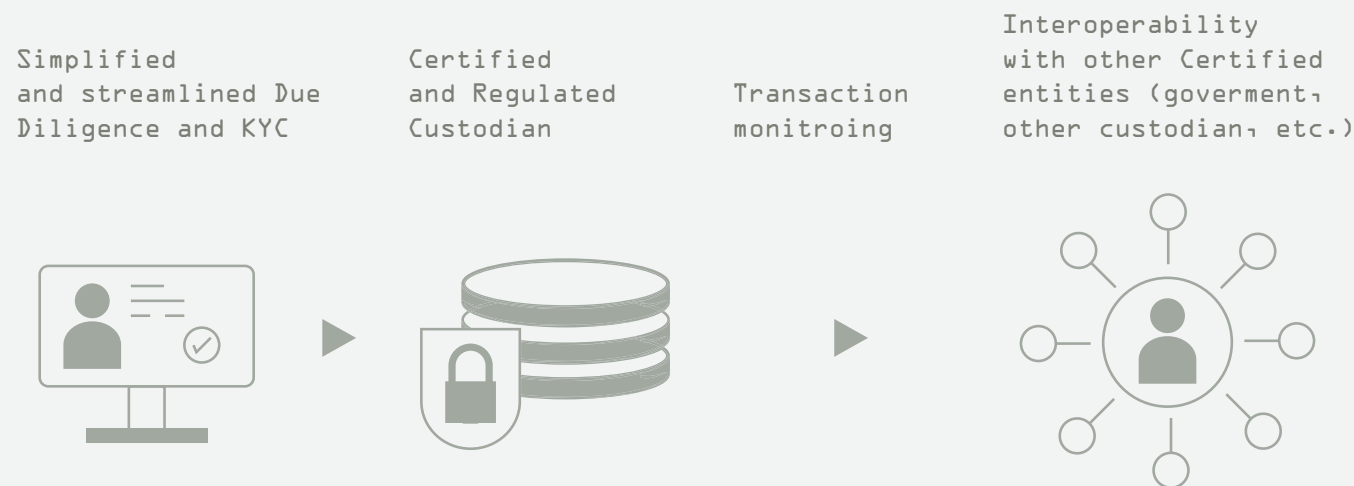 Simplified
and streamlined Due
Diligence and KYC
Certified
and Regulated
Custodian
Transaction
monitroing
Interoperability
with other Certified
entities (goverment,
other custodian, etc.)